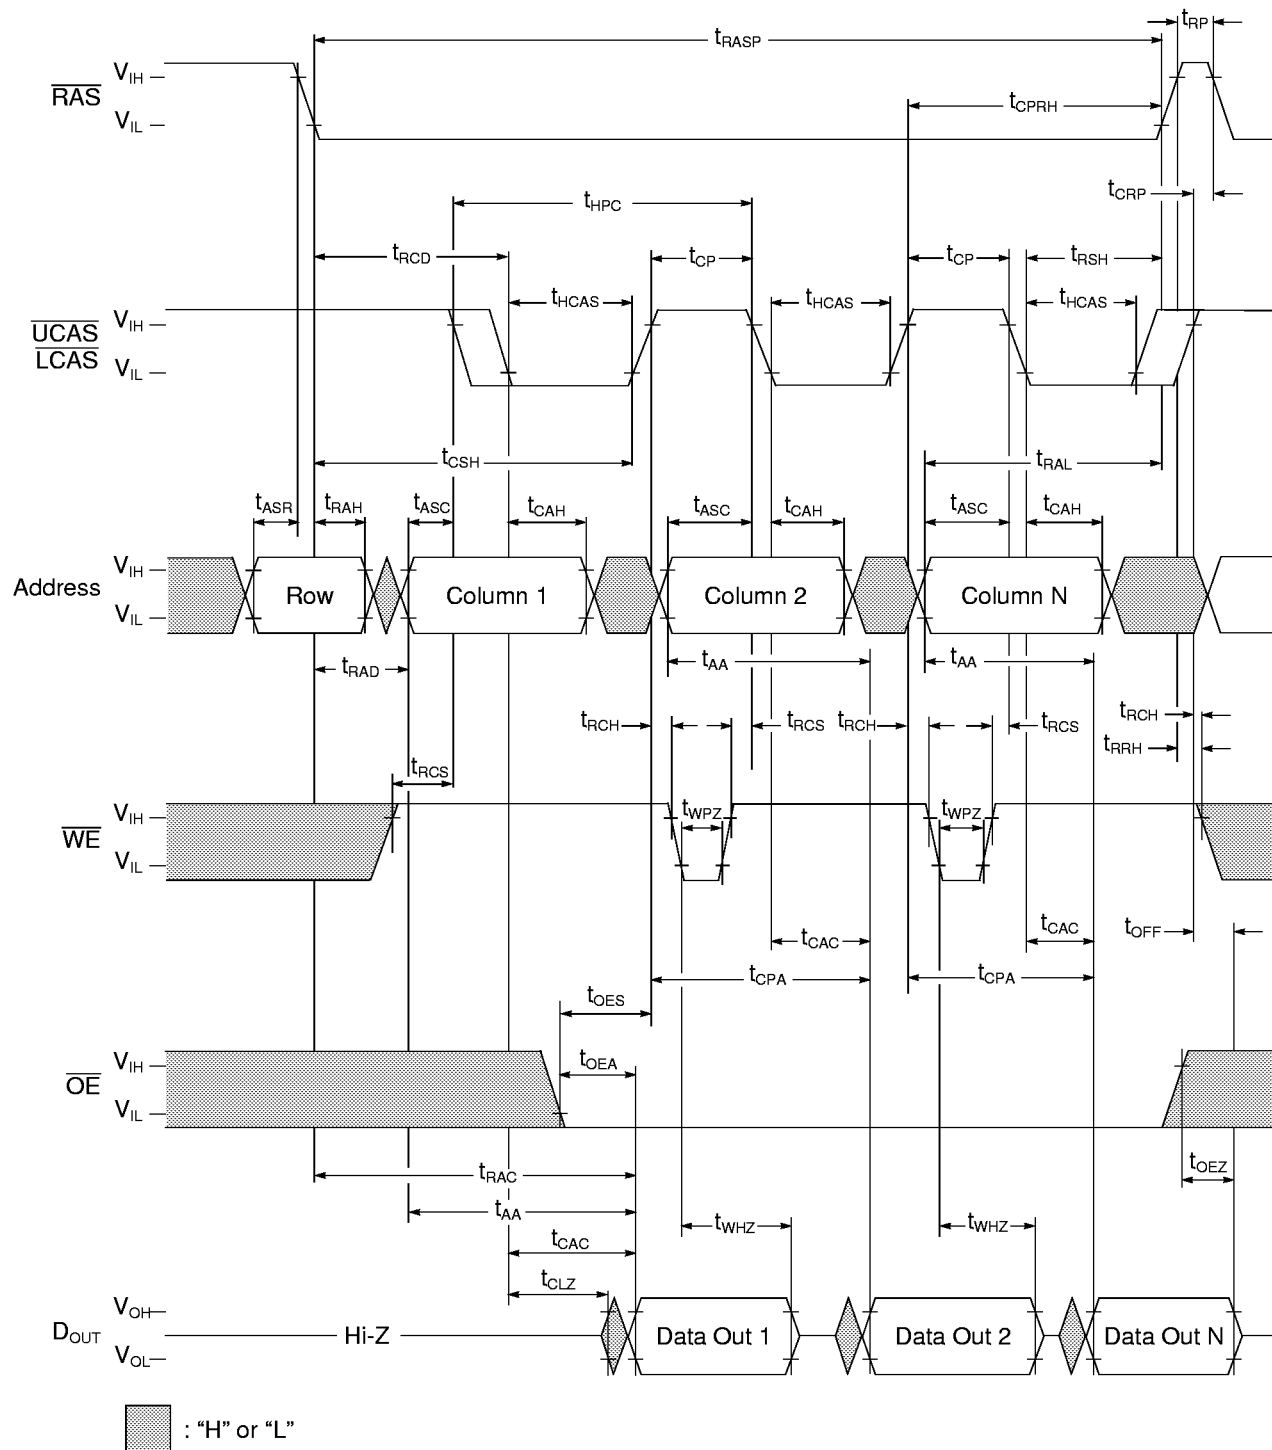 tRP
tRASP
VIH
RAS
tCPRH
VIL
tCRP
tHPC
tRCD
tCP
tCP
tRSH
tHCAS
tHCAS
tHCAS
VIH
UCAS
LCAS
VIL
tCSH
tRAL
tASR
tRAH
tASC
tCAH
tASC
tCAH
tASC
tCAH
VIH
Address
Row
Column 1
Column 2
Column N
VIL
tRAD
tAA
tAA
tRCH
tRCS
tRCH
tRCS
tRCH
tRRH
tRCS
VIH
WE
tWPZ
tWPZ
VIL
tCAC
tCAC
tOFF
tCPA
tCPA
tOES
VIH
OE
tOEA
VIL
tRAC
tOEZ
tAA
tWHZ
tWHZ
tCAC
tCLZ
VOH
DOUT
Hi-Z
Data Out 1
Data Out 2
Data Out N
VOL
: “H” or “L”